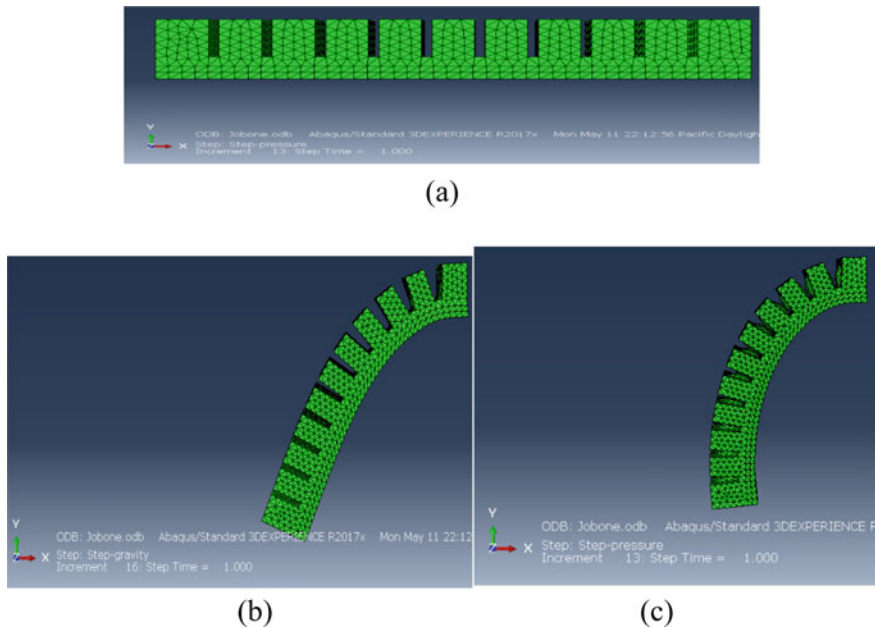 Y
ODB: Jobone.odb Abaqus/Standard 3DEXPERIENCE R2017x Mon May 11 22:12:56 Pacific Dayligh
X
Step: Step-pressure
Increment 13: Step Time = 1.000
(a)
Y
ODB: Jobone.odb Abaqus/Standard 3DEXPERIENCE R2017x Mon May 11 22:12
X
Step: Step-gravity
Increment 16: Step Time = 1.000
(b)
Y
ODB: Jobone.odb Abaqus/Standard 3DEXPERIENCE R
X
Step: Step-pressure
Increment 13: Step Time = 1.000
(c)